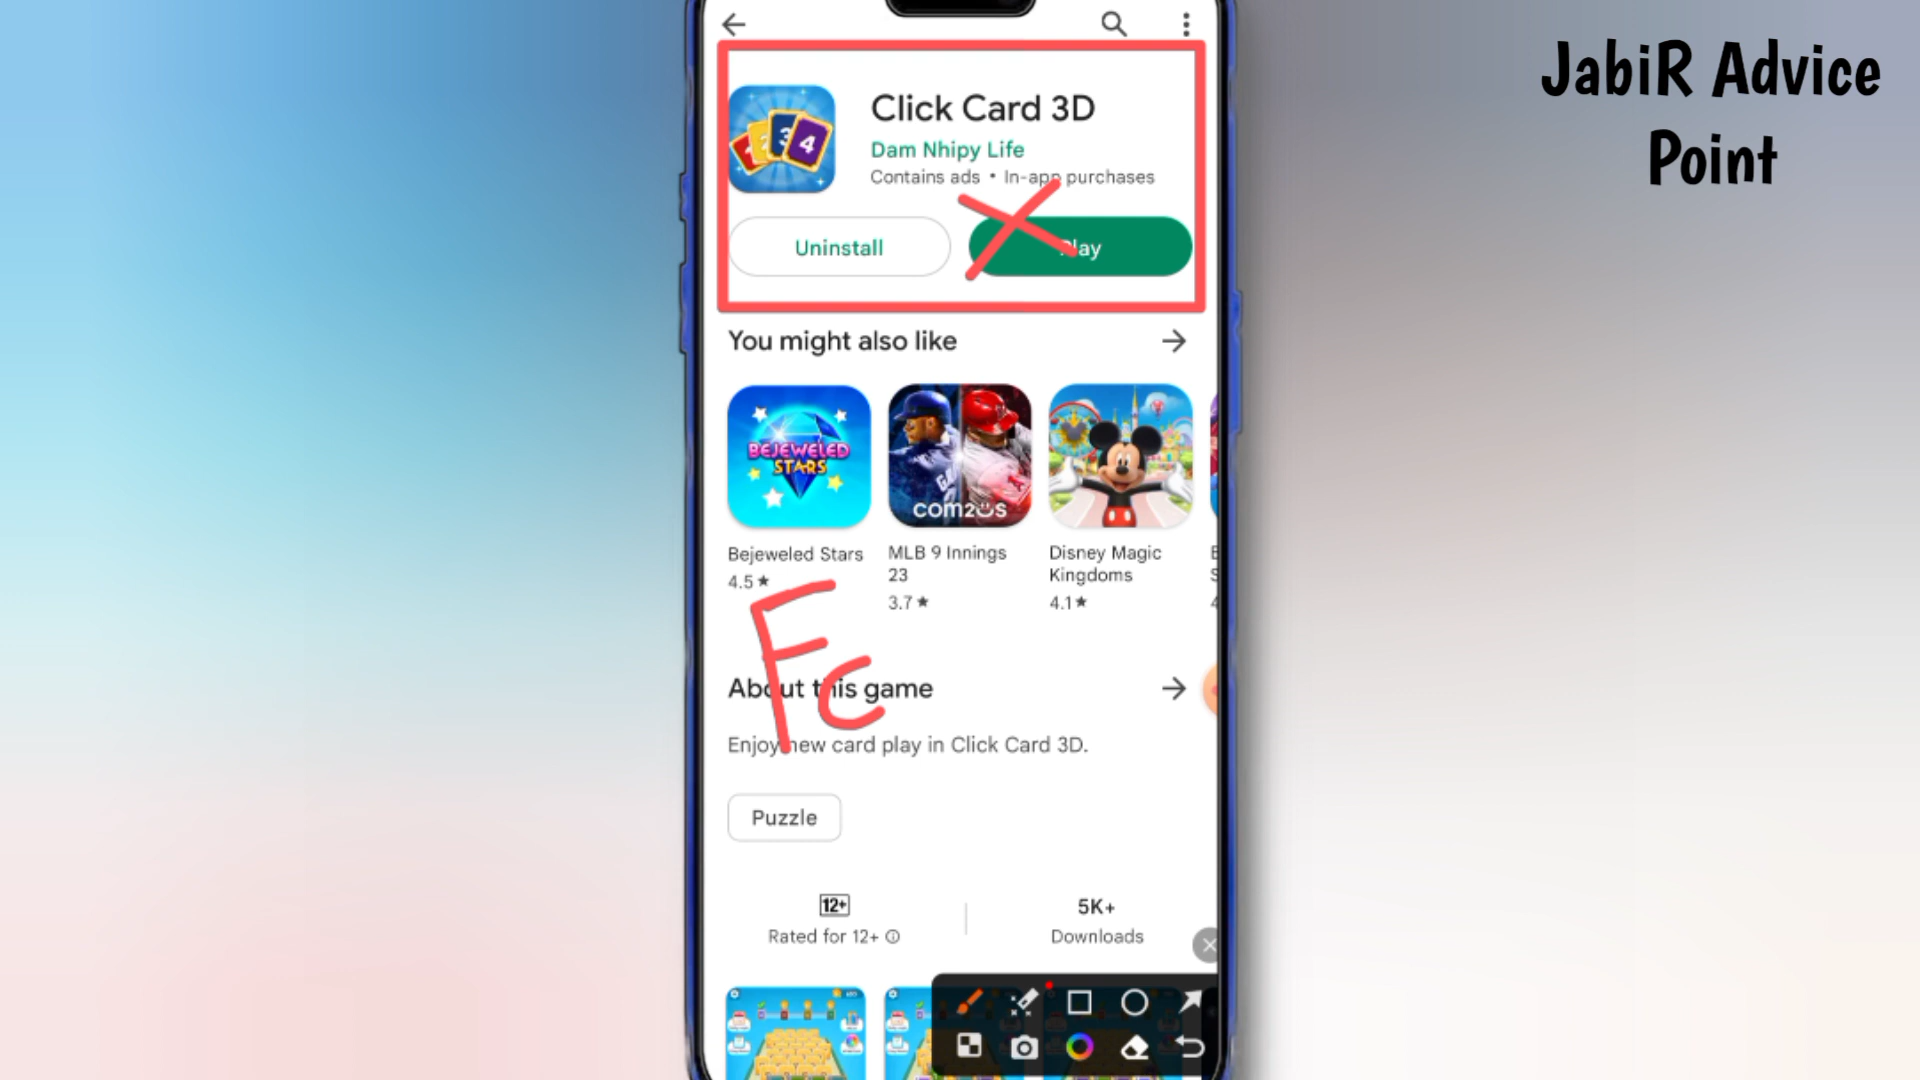 JabiR Advice
Point
Click Card 3D
Dam Nhipy Life
Contains ads • In-app purchases
Uninstall
Play
You might also like
BEJEWELED
STARS
com2us
Bejeweled Stars
4.5★
MLB 9 Innings
23
3.7★
Disney Magic
Kingdoms
4.1★
Fc
About this game
Enjoy new card play in Click Card 3D.
Puzzle
12+
Rated for 12+
5K+
Downloads